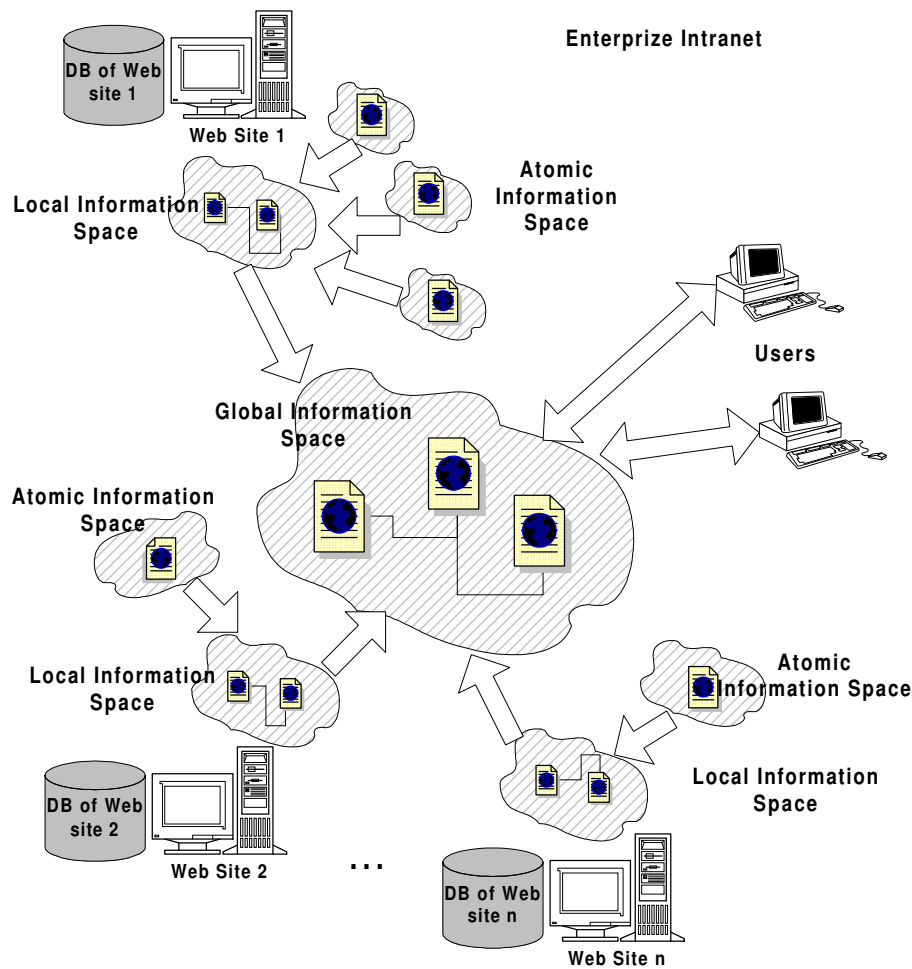 Enterprize Intranet
DB of Web
site 1
Web Site 1
Atomic
Information
Space
Local Information
Space
Users
Global Information
Space
Atomic Information
Space
Local Information
Space
Atomic
Information Space
Local Information
Space
DB of Web
site 2
Web Site 2
...
DB of Web
site n
Web Site n